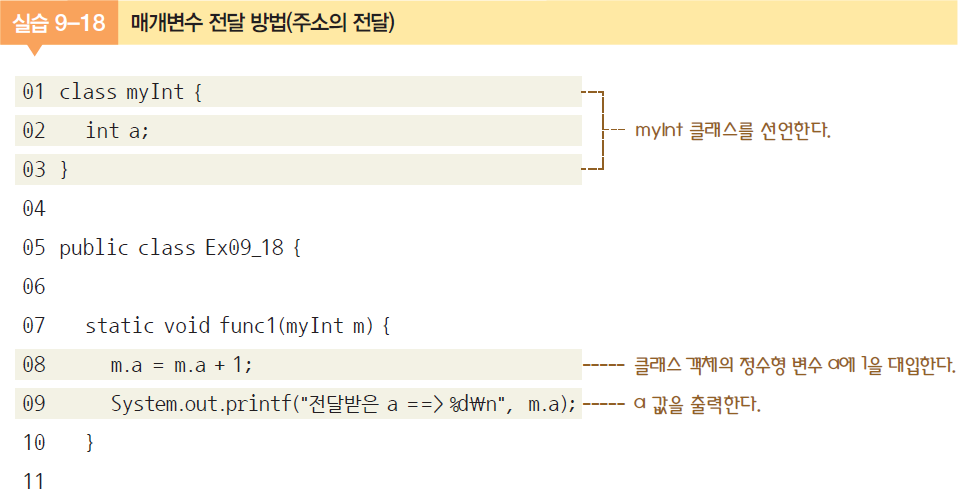 실습 9-18 매개변수 전달 방법(주소의 전달)
01 class myInt {
02 int a;
myInt 클래스를 선언한다.
03 }
04
05 public class Ex09_18 {
06
07 static void func1(myInt m) {
08 m.a = m.a + 1; 클래스 객체의 정수형 변수 a에 1을 대입한다.
09 System.out.printf("전달받은 a ==> %d₩n", m.a); a 값을 출력한다.
10 }
11